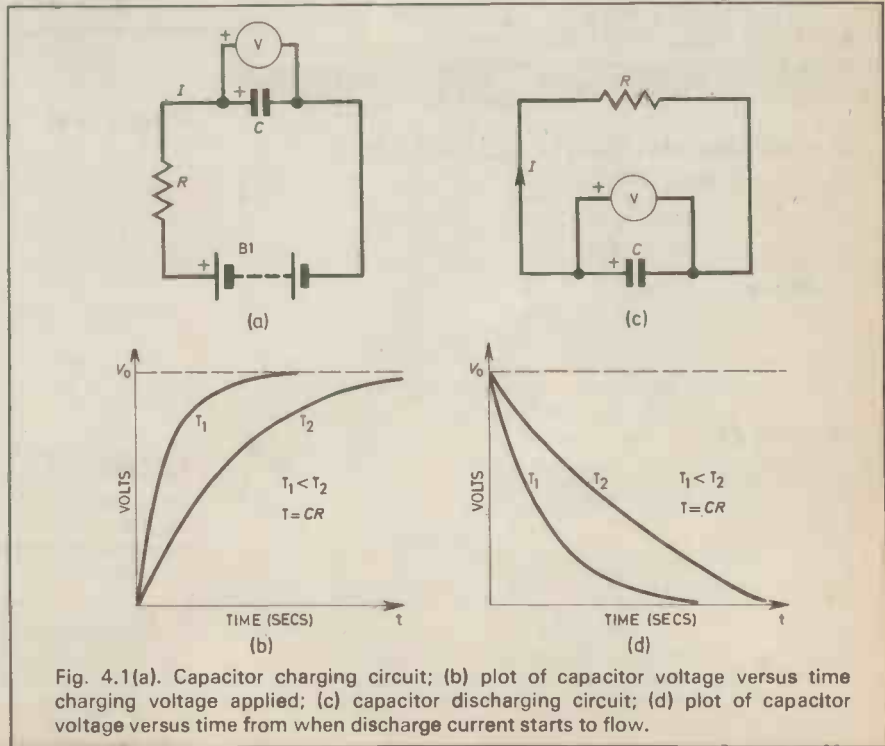 + V
I + C
R
+ B1
(a)
R
I
+ V
+ C
(c)
V₀
T₁ T₂
T₁ < T₂
T = CR
VOLTS
TIME (SECS) t
(b)
V₀
T₁ T₂
T₁ < T₂
T = CR
VOLTS
TIME (SECS) t
(d)
Fig. 4.1(a). Capacitor charging circuit; (b) plot of capacitor voltage versus time
charging voltage applied; (c) capacitor discharging circuit; (d) plot of capacitor
voltage versus time from when discharge current starts to flow.